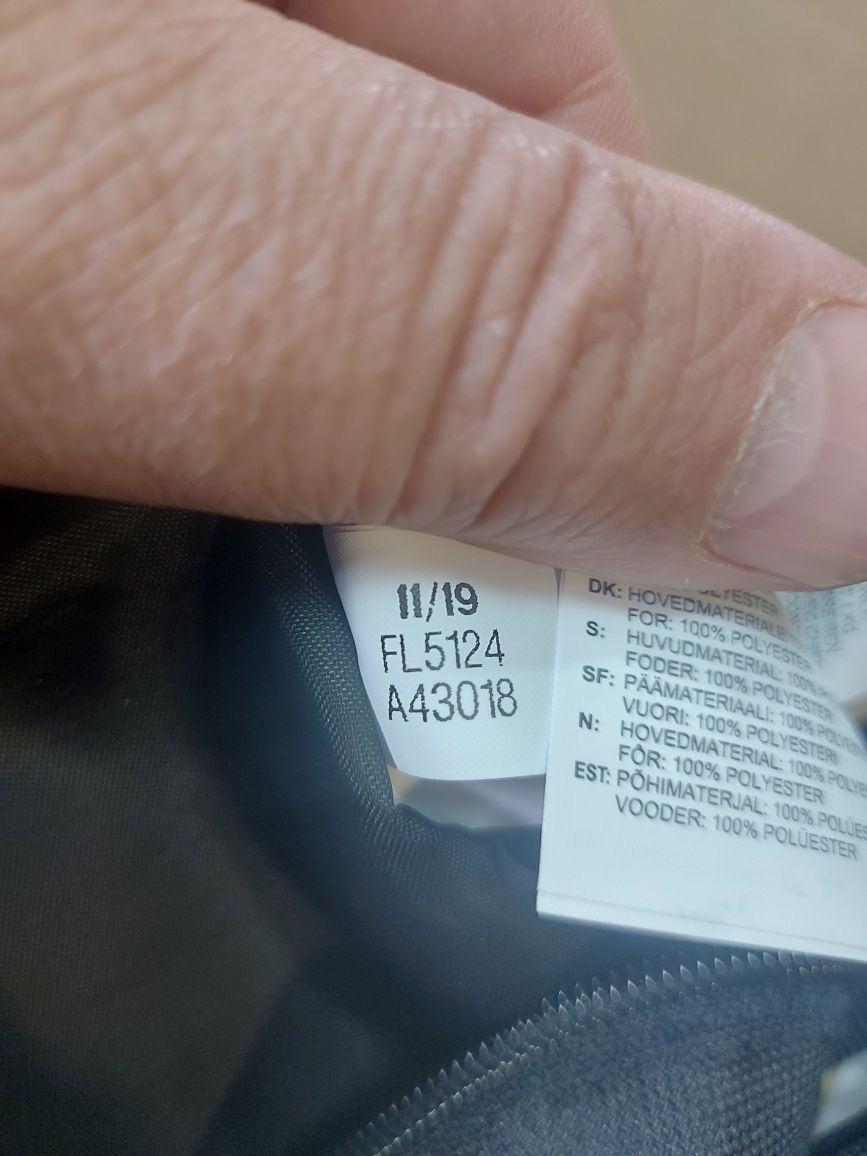 11/19
FL5124
A43018
DK: HOVEDMATERIALE:
FOR: 100% POLYESTER
S: HUVUDMATERIAL: 100%
FODER: 100% POLYESTER
SF: PÄÄMATERIAALI: 100%
VUORI: 100% POLYESTERI
N: HOVEDMATERIAL: 100%
FÔR: 100% POLYESTER
EST: PÕHIMATERJAL: 100%
VOODER: 100% POLÜESTER